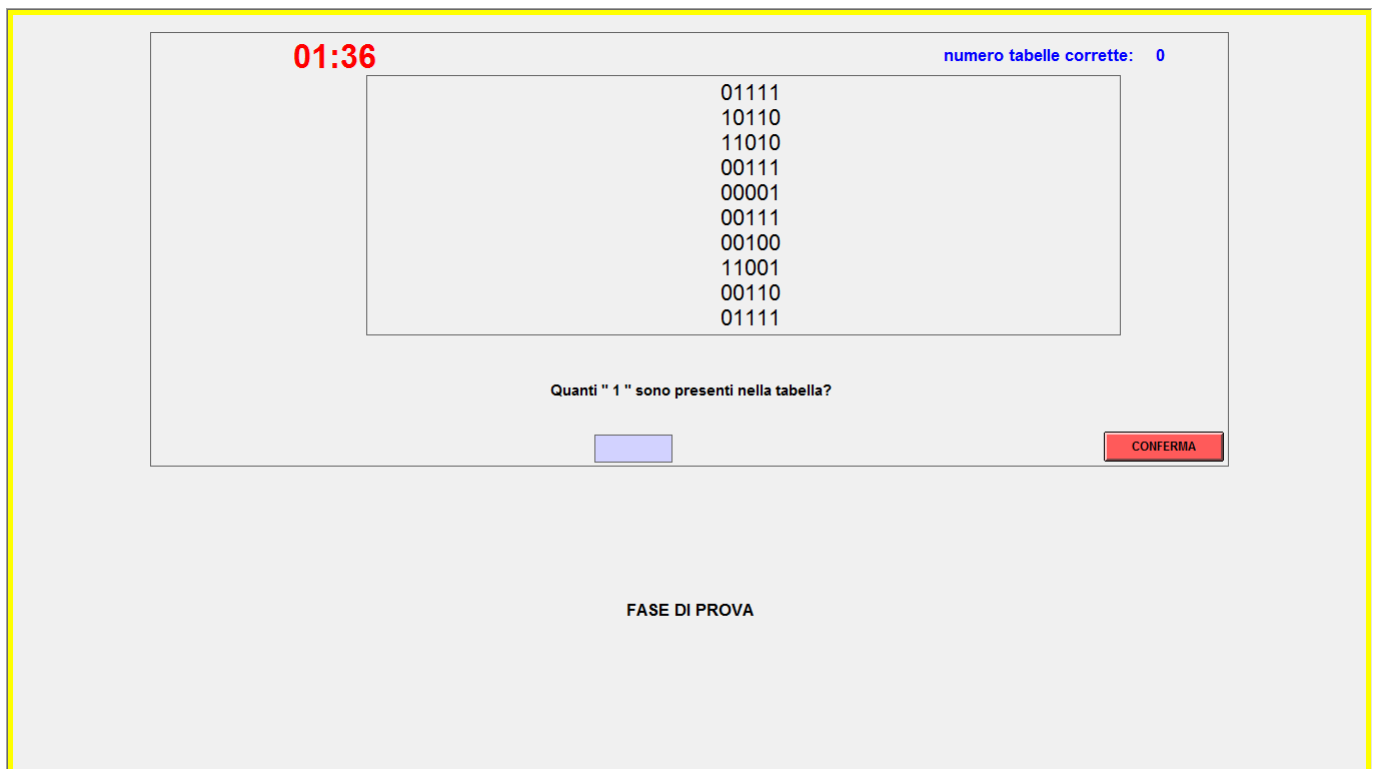 01:36
numero tabelle corrette: 0
01111
10110
11010
00111
00001
00111
00100
11001
00110
01111
Quanti " 1 " sono presenti nella tabella?
CONFERMA
FASE DI PROVA